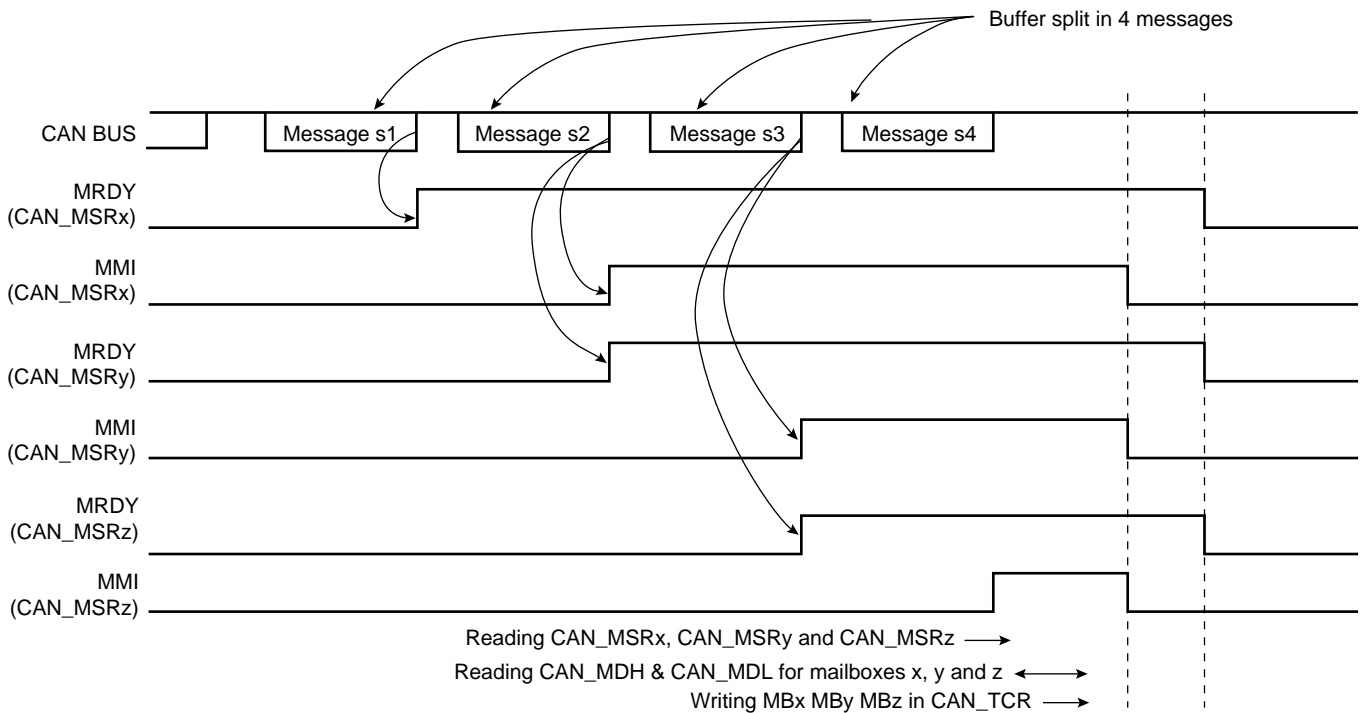 Buffer split in 4 messages
CAN BUS
Message s1
Message s2
Message s3
Message s4
MRDY
(CAN_MSRx)
MMI
(CAN_MSRx)
MRDY
(CAN_MSRy)
MMI
(CAN_MSRy)
MRDY
(CAN_MSRz)
MMI
(CAN_MSRz)
Reading CAN_MSRx, CAN_MSRy and CAN_MSRz
Reading CAN_MDH & CAN_MDL for mailboxes x, y and z
Writing MBx MBy MBz in CAN_TCR